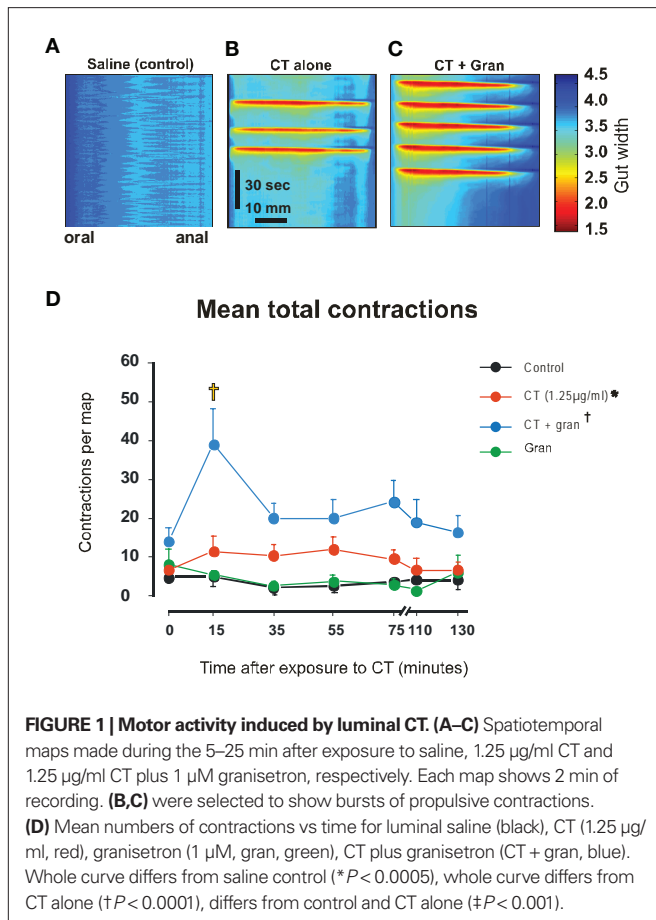 A
B
C
Saline (control)
CT alone
CT + Gran
30 sec
10 mm
oral
anal
4.5
4.0
3.5
3.0
2.5
2.0
1.5
Gut width
D
Mean total contractions
60
50
40
30
20
10
0
Contractions per map
†
Control
CT (1.25µg/ml)*
CT + gran †
Gran
0 15 35 55 75 110 130
Time after exposure to CT (minutes)
FIGURE 1 | Motor activity induced by luminal CT. (A–C) Spatiotemporal
maps made during the 5–25 min after exposure to saline, 1.25 µg/ml CT and
1.25 µg/ml CT plus 1 µM granisetron, respectively. Each map shows 2 min of
recording. (B,C) were selected to show bursts of propulsive contractions.
(D) Mean numbers of contractions vs time for luminal saline (black), CT (1.25 µg/
ml, red), granisetron (1 µM, gran, green), CT plus granisetron (CT + gran, blue).
Whole curve differs from saline control (*P < 0.0005), whole curve differs from
CT alone (†P < 0.0001), differs from control and CT alone (‡P < 0.001).